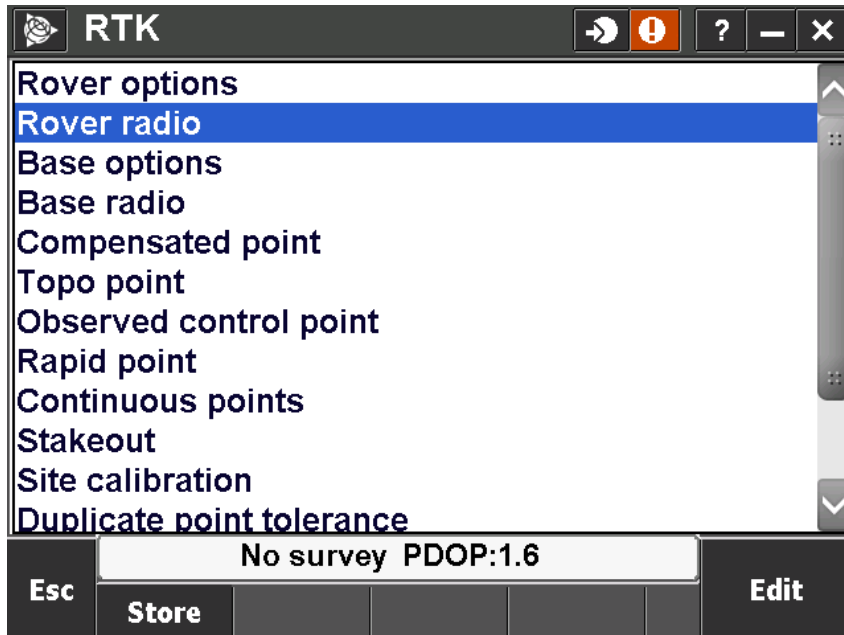 RTK ?
Rover options
Rover radio
Base options
Base radio
Compensated point
Topo point
Observed control point
Rapid point
Continuous points
Stakeout
Site calibration
Duplicate point tolerance
No survey PDOP:1.6
Esc
Store
Edit